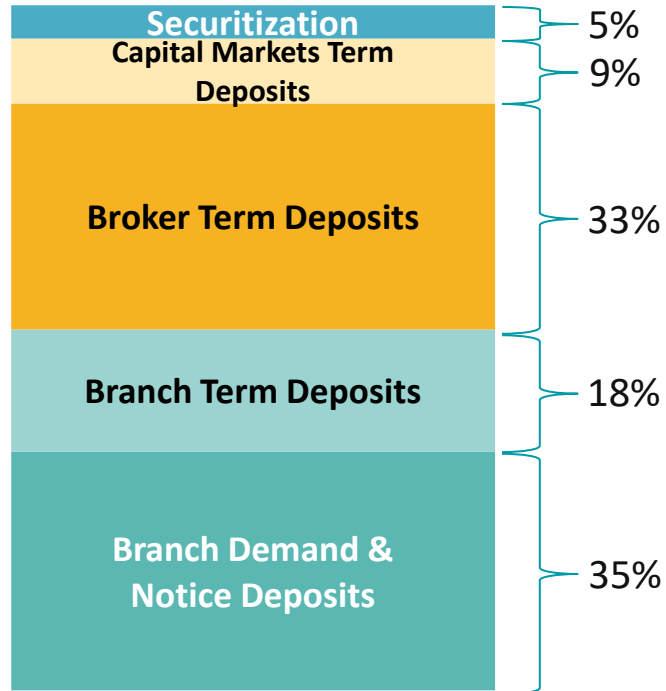 Securitization
5%
Capital Markets Term
Deposits
9%
Broker Term Deposits
33%
Branch Term Deposits
18%
Branch Demand &
Notice Deposits
35%